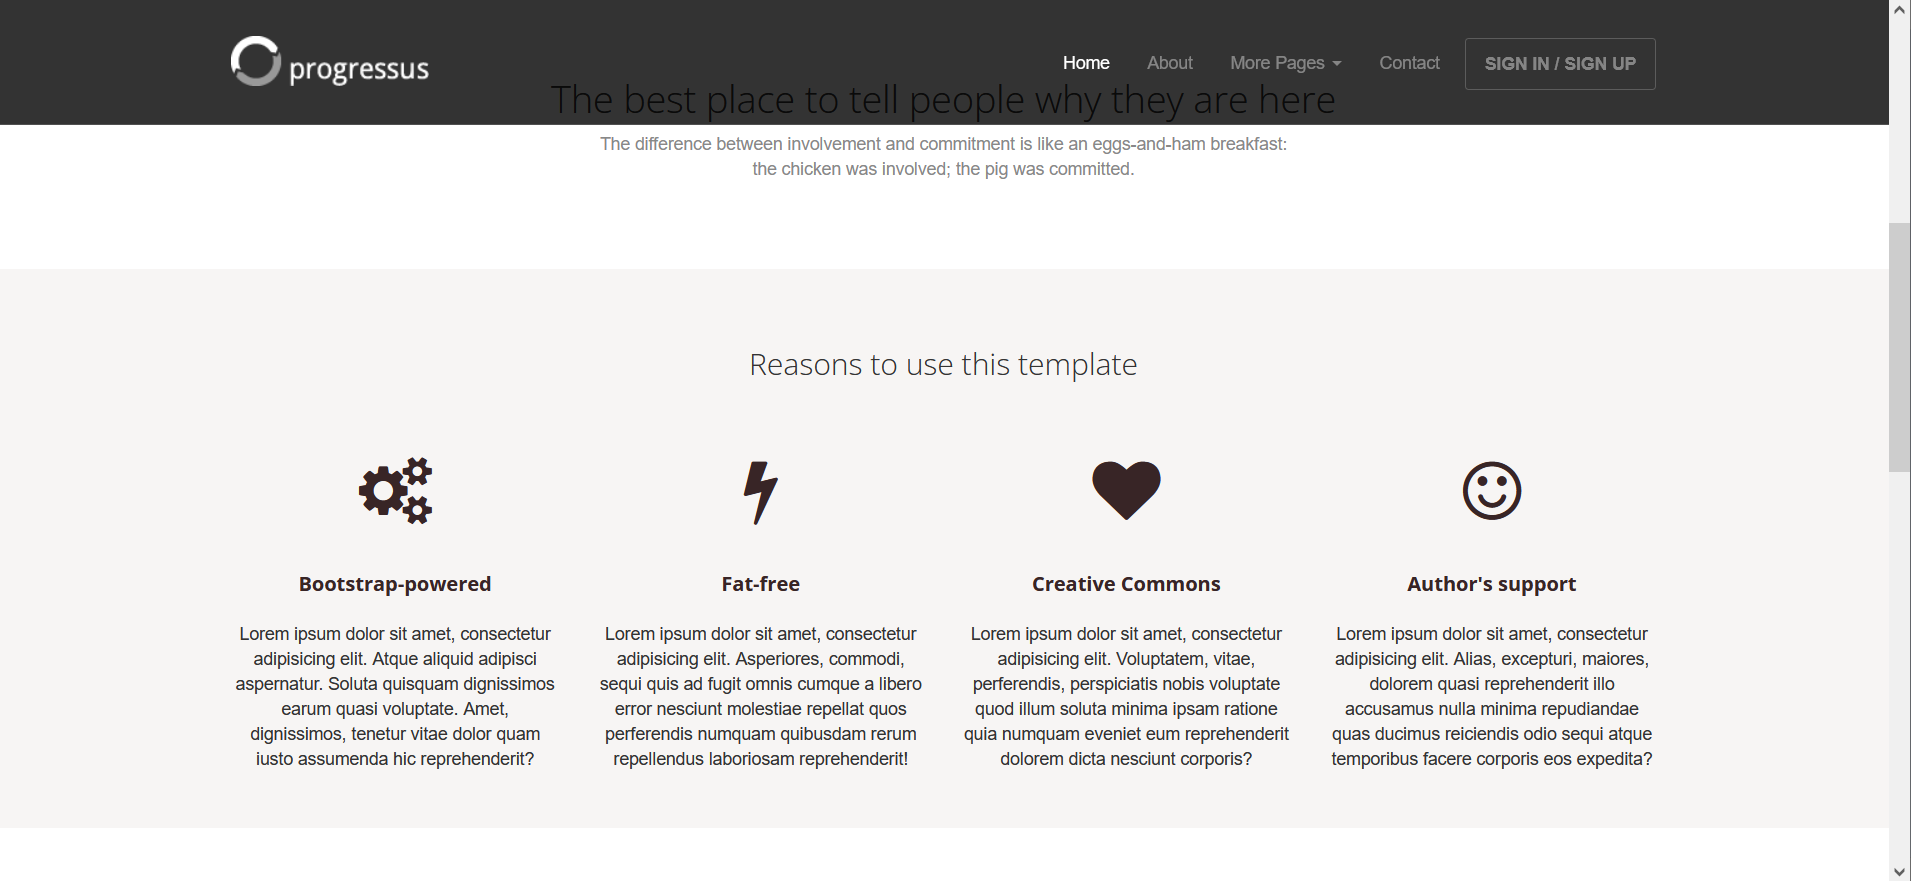 progressus
Home About More Pages Contact SIGN IN / SIGN UP
The best place to tell people why they are here
The difference between involvement and commitment is like an eggs-and-ham breakfast:
the chicken was involved; the pig was committed.
Reasons to use this template
Bootstrap-powered
Lorem ipsum dolor sit amet, consectetur
adipisicing elit. Atque aliquid adipisci
aspernatur. Soluta quisquam dignissimos
earum quasi voluptate. Amet,
dignissimos, tenetur vitae dolor quam
iusto assumenda hic reprehenderit?
Fat-free
Lorem ipsum dolor sit amet, consectetur
adipisicing elit. Asperiores, commodi,
sequi quis ad fugit omnis cumque a libero
error nesciunt molestiae repellat quos
perferendis numquam quibusdam rerum
repellendus laboriosam reprehenderit!
Creative Commons
Lorem ipsum dolor sit amet, consectetur
adipisicing elit. Voluptatem, vitae,
perferendis, perspiciatis nobis voluptate
quod illum soluta minima ipsam ratione
quia numquam eveniet eum reprehenderit
dolorem dicta nesciunt corporis?
Author's support
Lorem ipsum dolor sit amet, consectetur
adipisicing elit. Alias, excepturi, maiores,
dolorem quasi reprehenderit illo
accusamus nulla minima repudiandae
quas ducimus reiciendis odio sequi atque
temporibus facere corporis eos expedita?